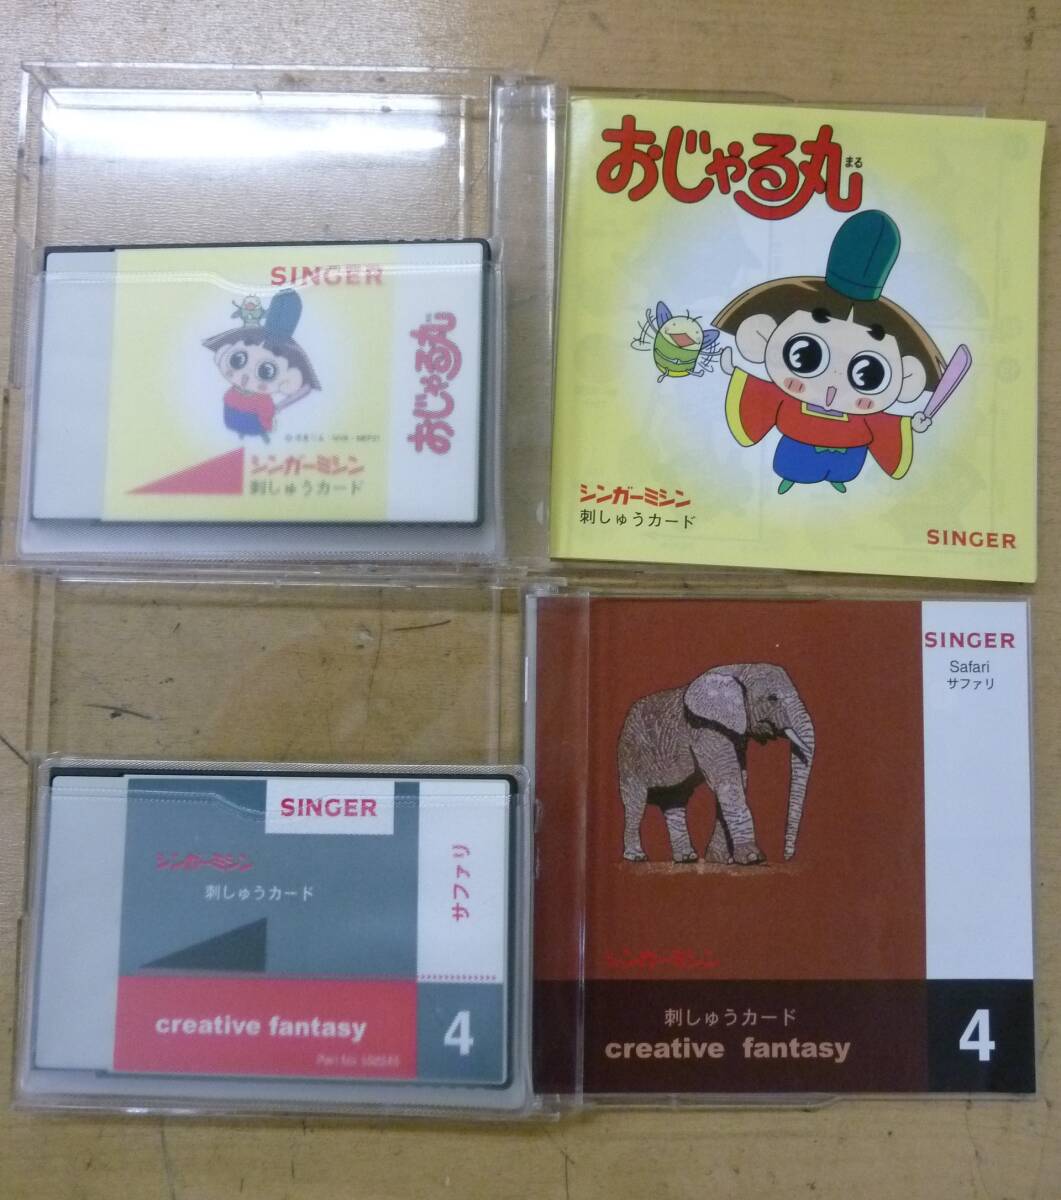 SINGER
おじゃる丸
シンガーミシン
刺しゅうカード
おじゃる丸
まる
シンガーミシン
刺しゅうカード
SINGER
SINGER
シンガーミシン
刺しゅうカード
サファリ
creative fantasy
4
Part No.
SINGER
Safari
サファリ
シンガーミシン
刺しゅうカード
creative fantasy
4